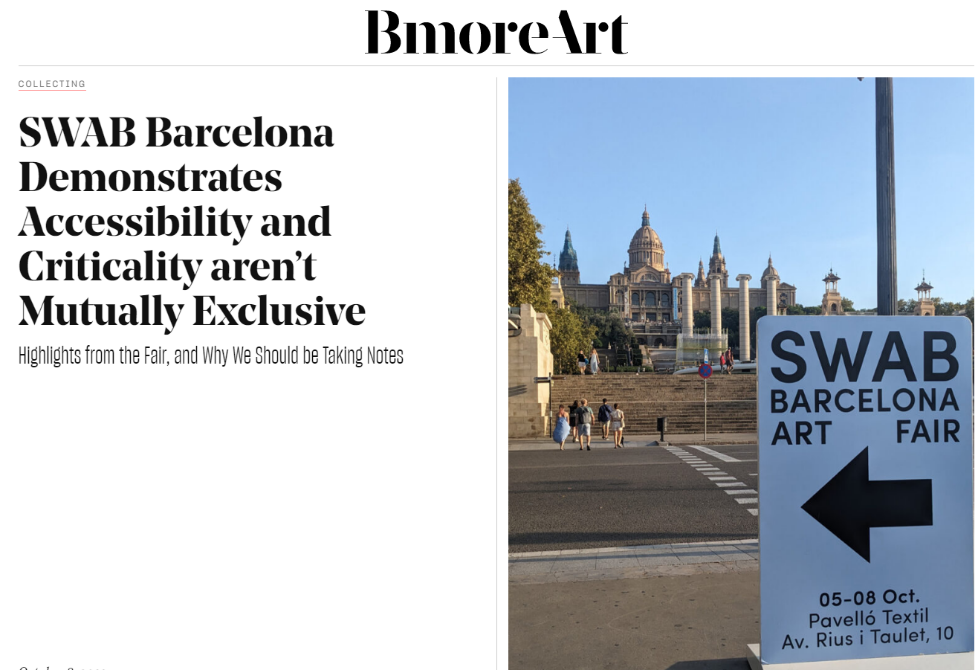 BmoreArt
COLLECTING
SWAB Barcelona
Demonstrates
Accessibility and
Criticality aren't
Mutually Exclusive
Highlights from the Fair, and Why We Should be Taking Notes
SWAB
BARCELONA
ART FAIR
05-08 Oct.
Pavelló Textil
Av. Rius i Taulet, 10